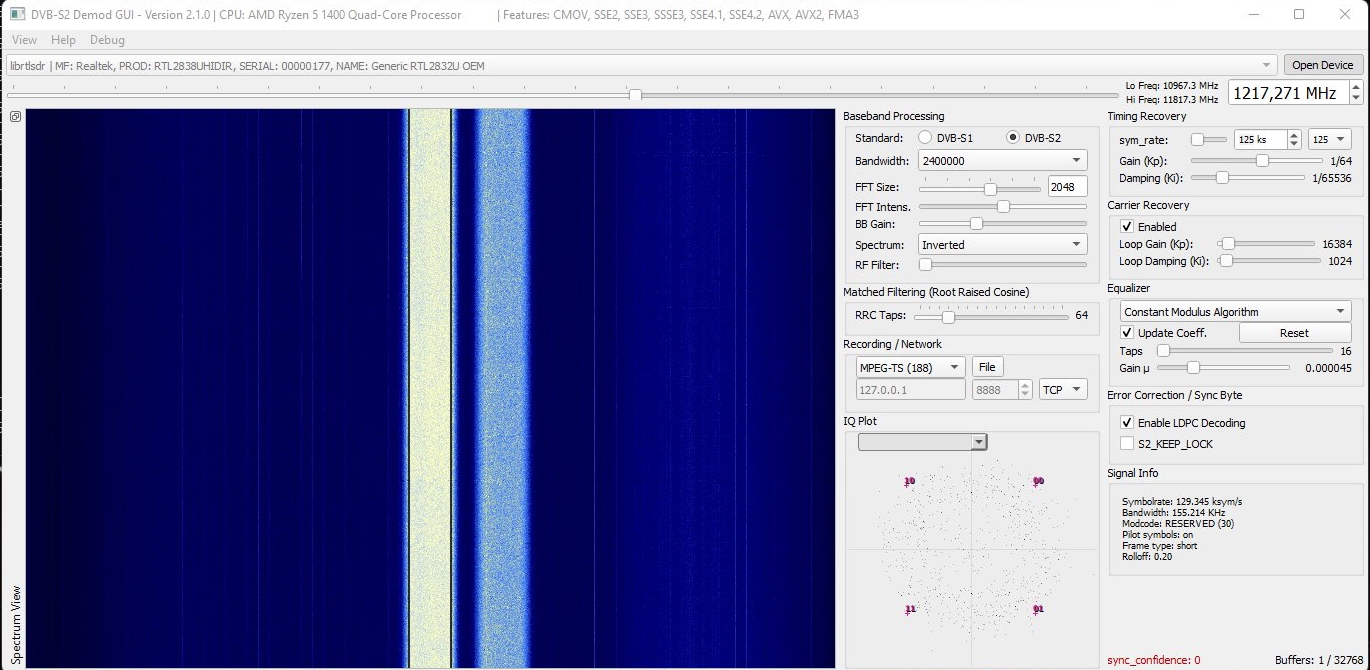 DVB-S2 Demod GUI - Version 2.1.0 | CPU: AMD Ryzen 5 1400 Quad-Core Processor | Features: CMOV, SSE2, SSE3, SSSE3, SSE4.1, SSE4.2, AVX, AVX2, FMA3
View Help Debug
librtlsdr | MF: Realtek, PROD: RTL2838UHIDIR, SERIAL: 00000177, NAME: Generic RTL2832U OEM
Open Device
Lo Freq: 10967.3 MHz
Hi Freq: 11817.3 MHz
1217,271 MHz
Spectrum View
Baseband Processing
Standard: DVB-S1 DVB-S2
Bandwidth: 2400000
FFT Size: 2048
FFT Intens.
BB Gain:
Spectrum: Inverted
RF Filter:
Matched Filtering (Root Raised Cosine)
RRC Taps: 64
Recording / Network
MPEG-TS (188) File
127.0.0.1 8888 TCP
IQ Plot
10 00
11 01
Timing Recovery
sym_rate: 125 ks 125
Gain (Kp): 1/64
Damping (Ki): 1/65536
Carrier Recovery
Enabled
Loop Gain (Kp): 16384
Loop Damping (Ki): 1024
Equalizer
Constant Modulus Algorithm
Update Coeff. Reset
Taps 16
Gain μ 0.000045
Error Correction / Sync Byte
Enable LDPC Decoding
S2_KEEP_LOCK
Signal Info
Symbolrate: 129.345 ksym/s
Bandwidth: 155.214 KHz
Modcode: RESERVED (30)
Pilot symbols: on
Frame type: short
Rolloff: 0.20
sync_confidence: 0 Buffers: 1 / 32768